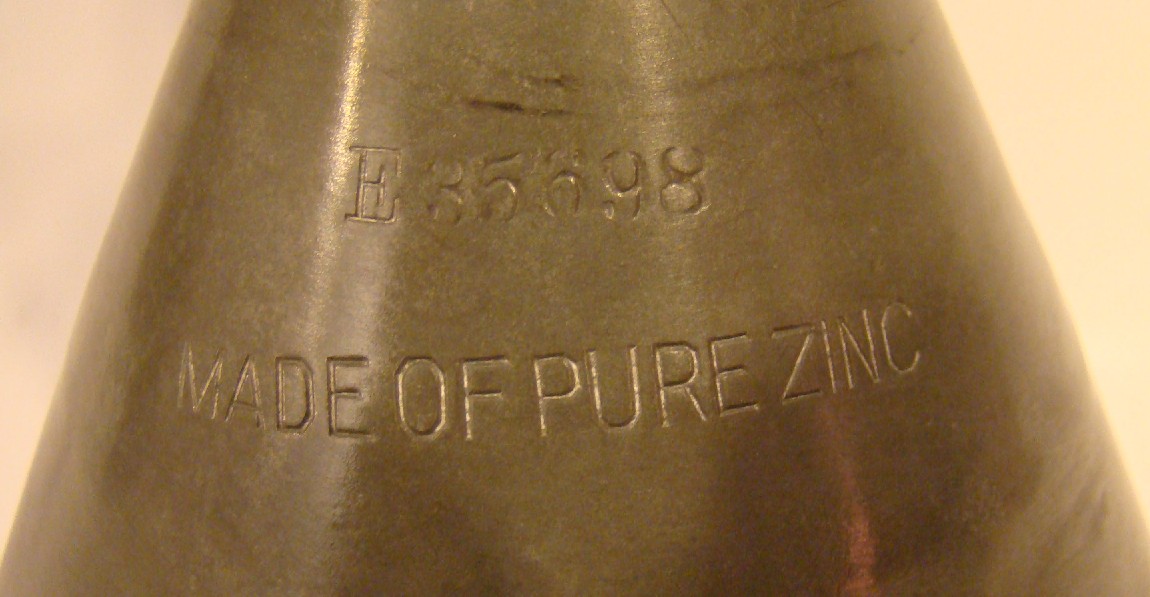 E 35698
MADE OF PURE ZINC